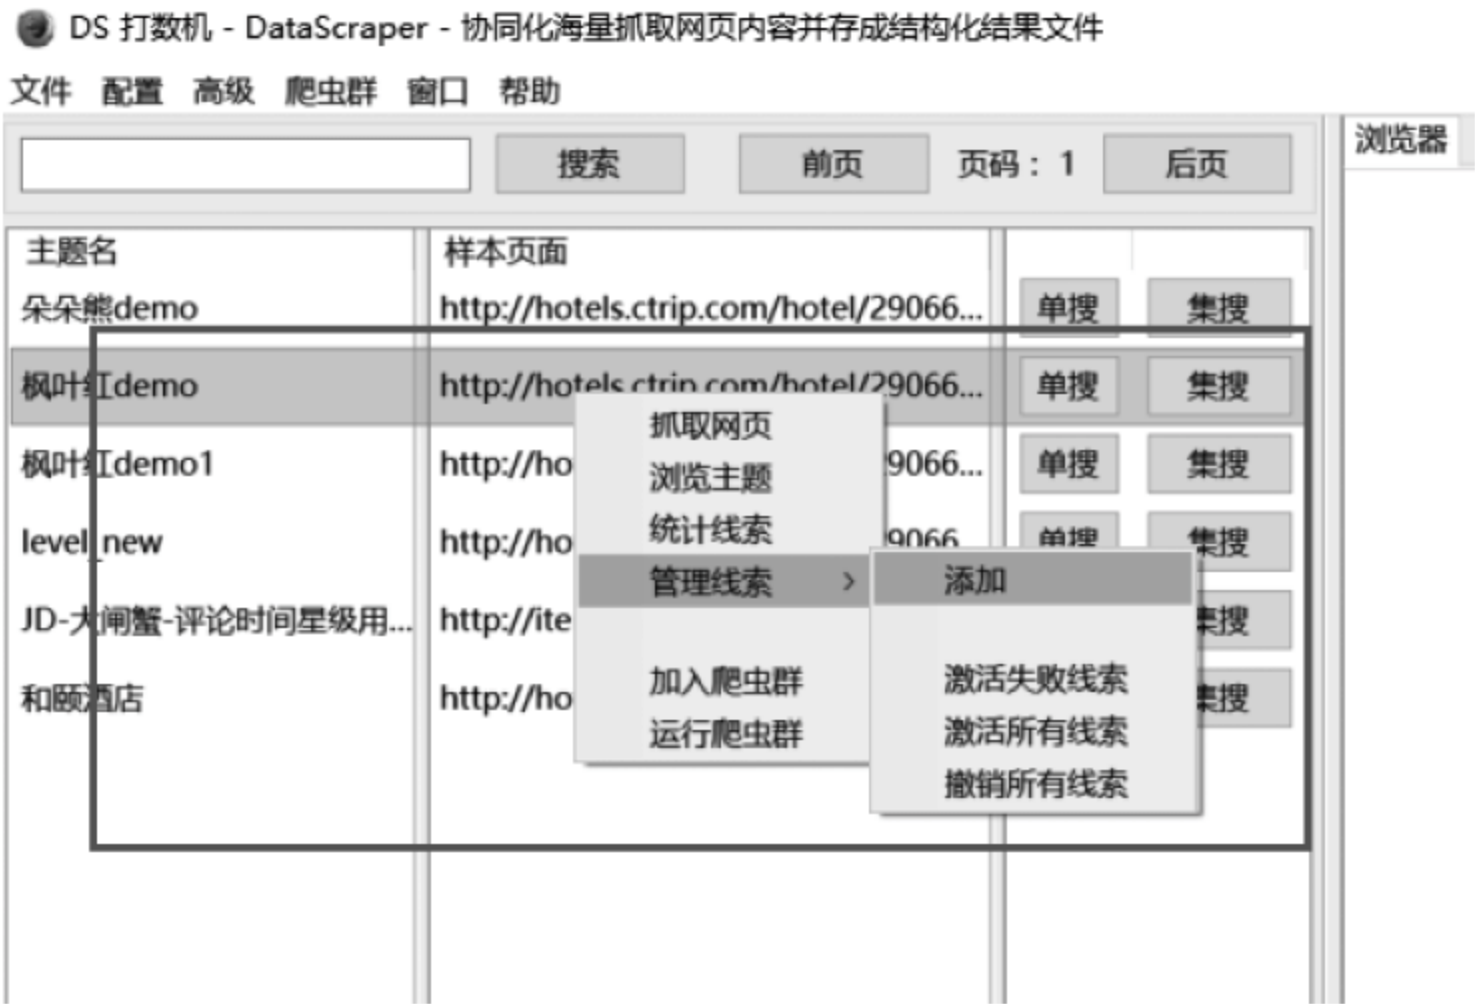 DS 打数机 - DataScraper - 协同化海量抓取网页内容并存成结构化结果文件
文件 配置 高级 爬虫群 窗口 帮助
搜索 前页 页码： 1 后页 浏览器
主题名 样本页面
朵朵熊demo http://hotels.ctrip.com/hotel/29066... 单搜 集搜
枫叶红demo http://hotels.ctrip.com/hotel/29066... 单搜 集搜
抓取网页
枫叶红demo1 http://ho 9066... 单搜 集搜
浏览主题
统计线索
level_new http://ho 9066 单搜 集搜
管理线索 > 添加
JD-大闸蟹-评论时间星级用... http://ite 集搜
加入爬虫群 激活失败线索
和颐酒店 http://ho 集搜
运行爬虫群 激活所有线索
撤销所有线索